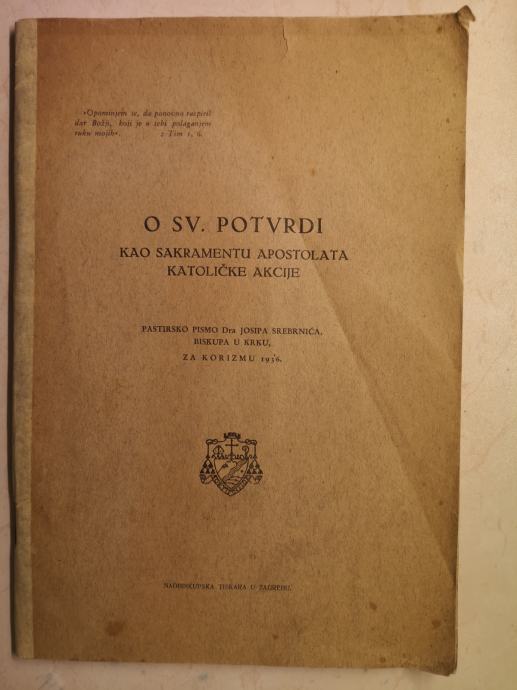 »Opominjem te, da ponovno raspiriš
dar Božji, koji je u tebi polaganjem
ruku mojih«. 2 Tim 1, 6.
O SV. POTVRDI
KAO SAKRAMENTU APOSTOLATA
KATOLIČKE AKCIJE
PASTIRSKO PISMO Dra JOSIPA SREBRNIĆA,
BISKUPA U KRKU,
ZA KORIZMU 1936.
NADBISKUPSKA TISKARA U ZAGREBU.